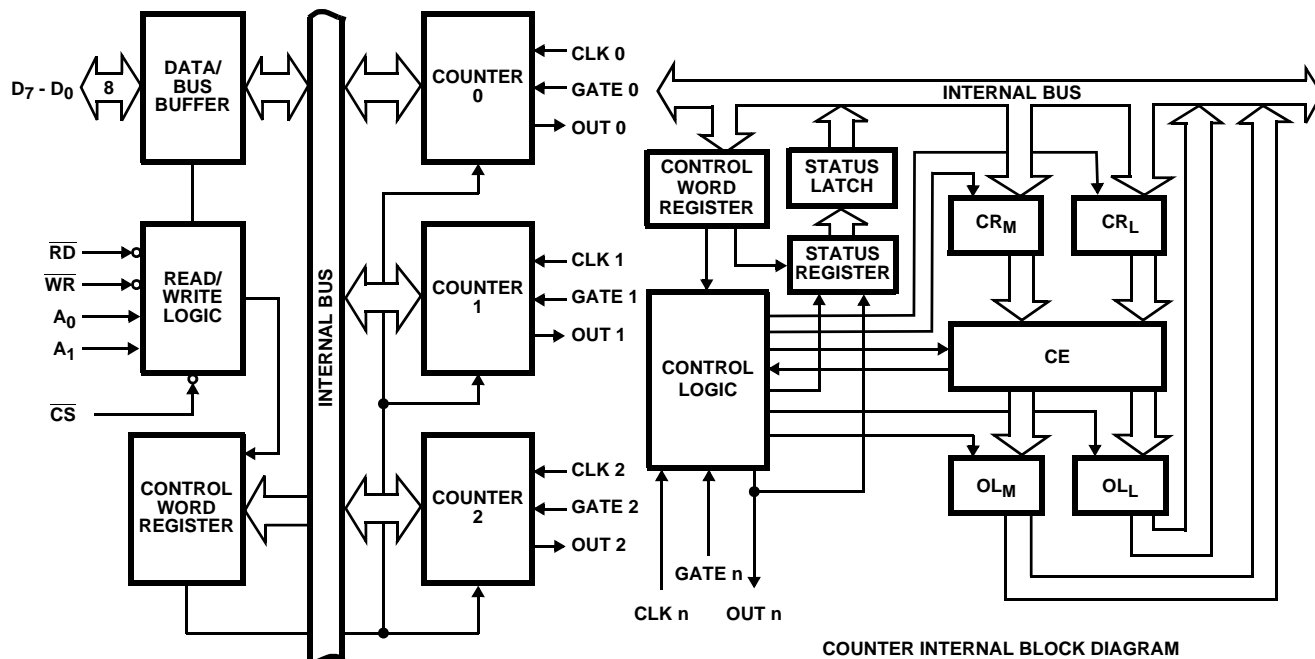 D7 - D0
8
DATA/
BUS
BUFFER
RD
WR
A0
A1
CS
READ/
WRITE
LOGIC
CONTROL
WORD
REGISTER
INTERNAL BUS
COUNTER
0
CLK 0
GATE 0
OUT 0
COUNTER
1
CLK 1
GATE 1
OUT 1
COUNTER
2
CLK 2
GATE 2
OUT 2
INTERNAL BUS
CONTROL
WORD
REGISTER
STATUS
LATCH
STATUS
REGISTER
CONTROL
LOGIC
CRM
CRL
CE
OLM
OLL
GATE n
CLK n
OUT n
COUNTER INTERNAL BLOCK DIAGRAM